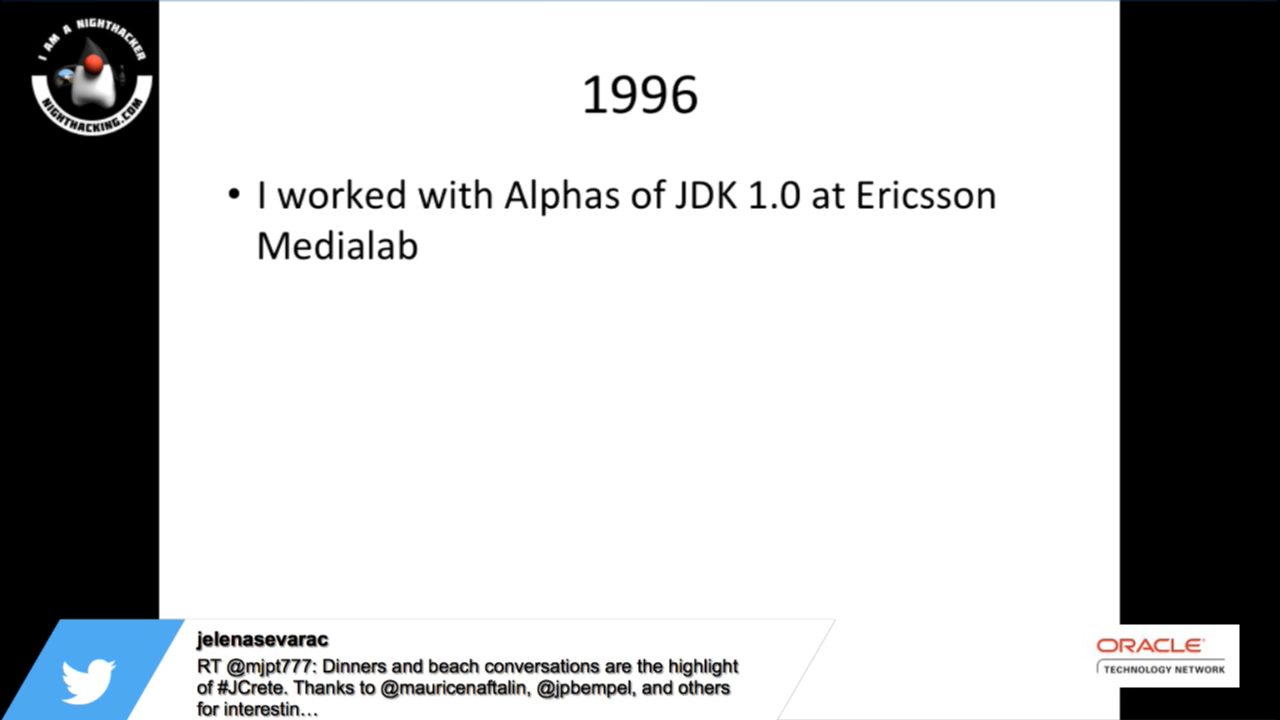 I AM A NIGHTHACKER
NIGHTHACKING.COM
1996
• I worked with Alphas of JDK 1.0 at Ericsson
Medialab
jelenasevarac
RT @mjpt777: Dinners and beach conversations are the highlight
of #JCrete. Thanks to @mauricenaftalin, @jpbempel, and others
for interestin…
ORACLE®
TECHNOLOGY NETWORK